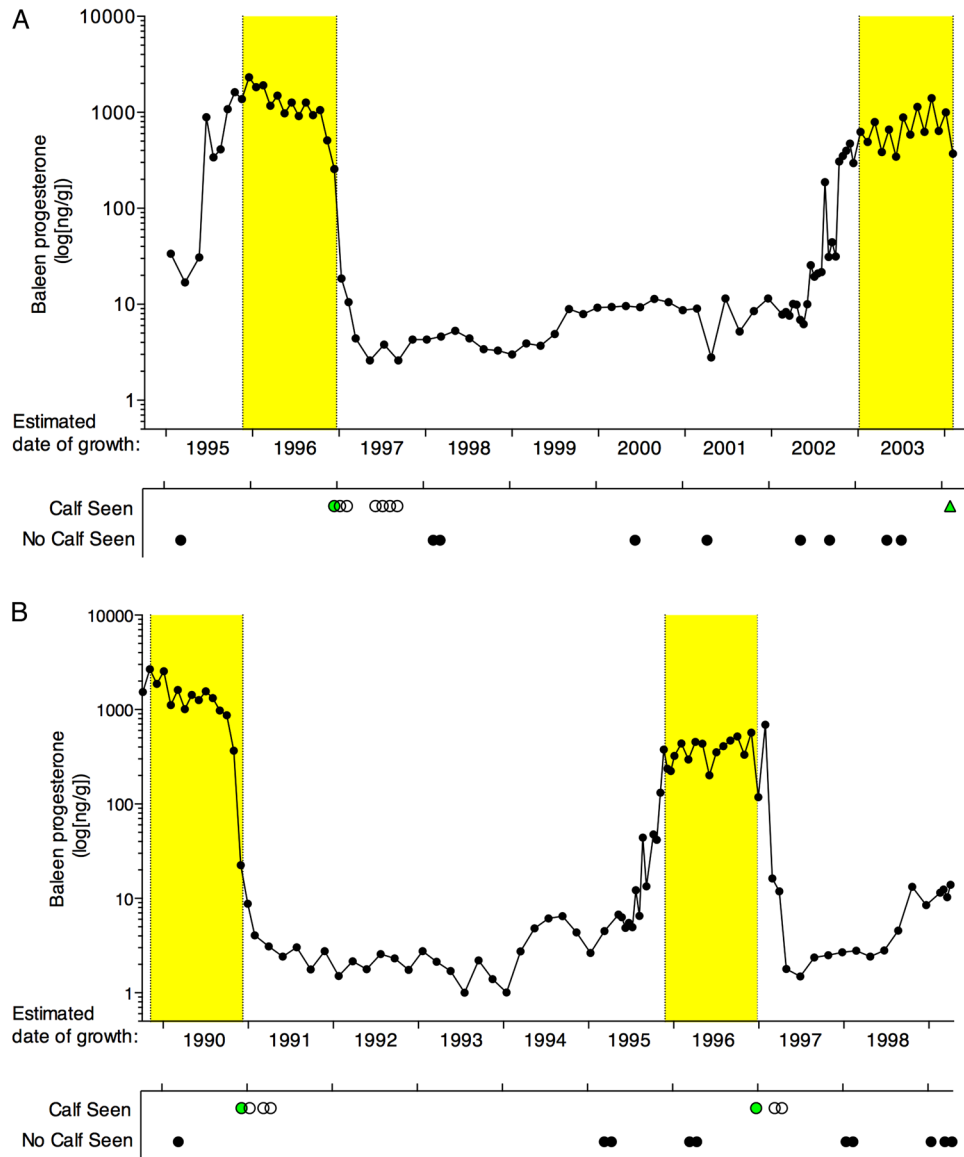 A
10000
1000
100
10
1
Baleen progesterone
(log[ng/g])
Estimated
date of growth:
1995 1996 1997 1998 1999 2000 2001 2002 2003
Calf Seen
No Calf Seen
B
10000
1000
100
10
1
Baleen progesterone
(log[ng/g])
Estimated
date of growth:
1990 1991 1992 1993 1994 1995 1996 1997 1998
Calf Seen
No Calf Seen